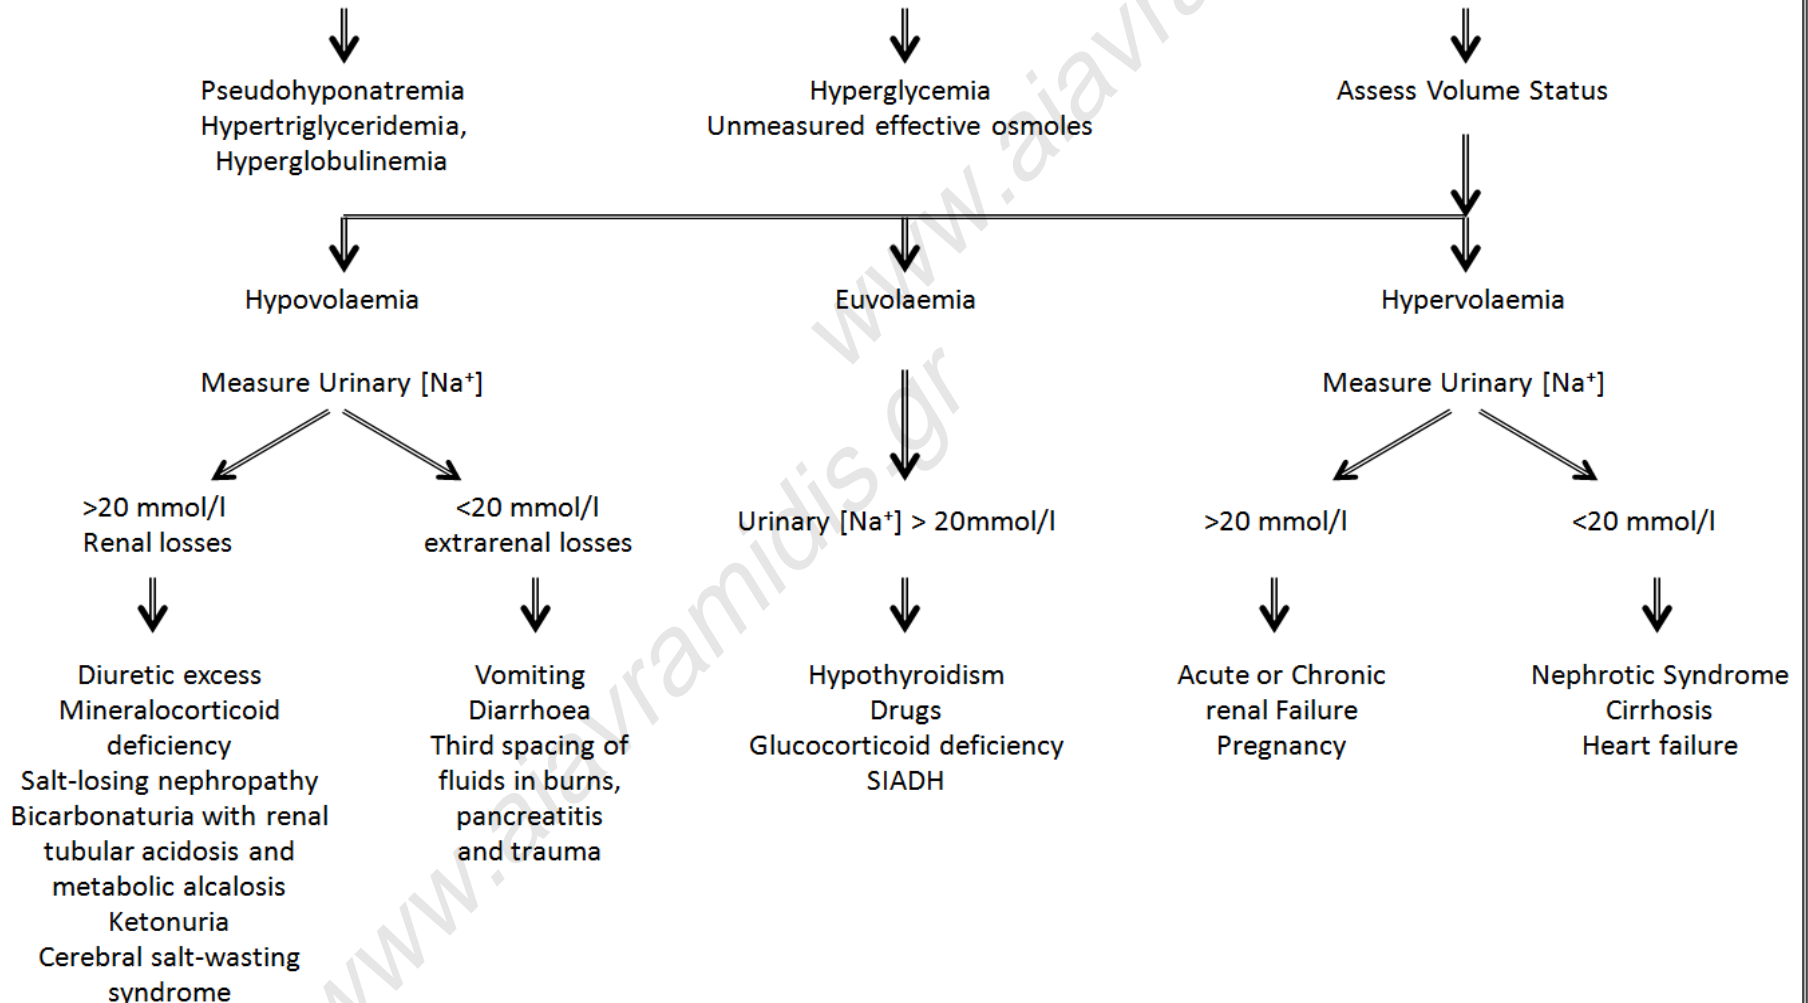 Pseudohyponatremia
Hypertriglyceridemia,
Hyperglobulinemia
Hyperglycemia
Unmeasured effective osmoles
Assess Volume Status
Hypovolaemia
Euvolaemia
Hypervolaemia
Measure Urinary [Na⁺]
Measure Urinary [Na⁺]
>20 mmol/l
Renal losses
<20 mmol/l
extrarenal losses
Urinary [Na⁺] > 20mmol/l
>20 mmol/l
<20 mmol/l
Diuretic excess
Mineralocorticoid
deficiency
Salt-losing nephropathy
Bicarbonaturia with renal
tubular acidosis and
metabolic alcalosis
Ketonuria
Cerebral salt-wasting
syndrome
Vomiting
Diarrhoea
Third spacing of
fluids in burns,
pancreatitis
and trauma
Hypothyroidism
Drugs
Glucocorticoid deficiency
SIADH
Acute or Chronic
renal Failure
Pregnancy
Nephrotic Syndrome
Cirrhosis
Heart failure
www.aiavramidis.gr
www.aiavra